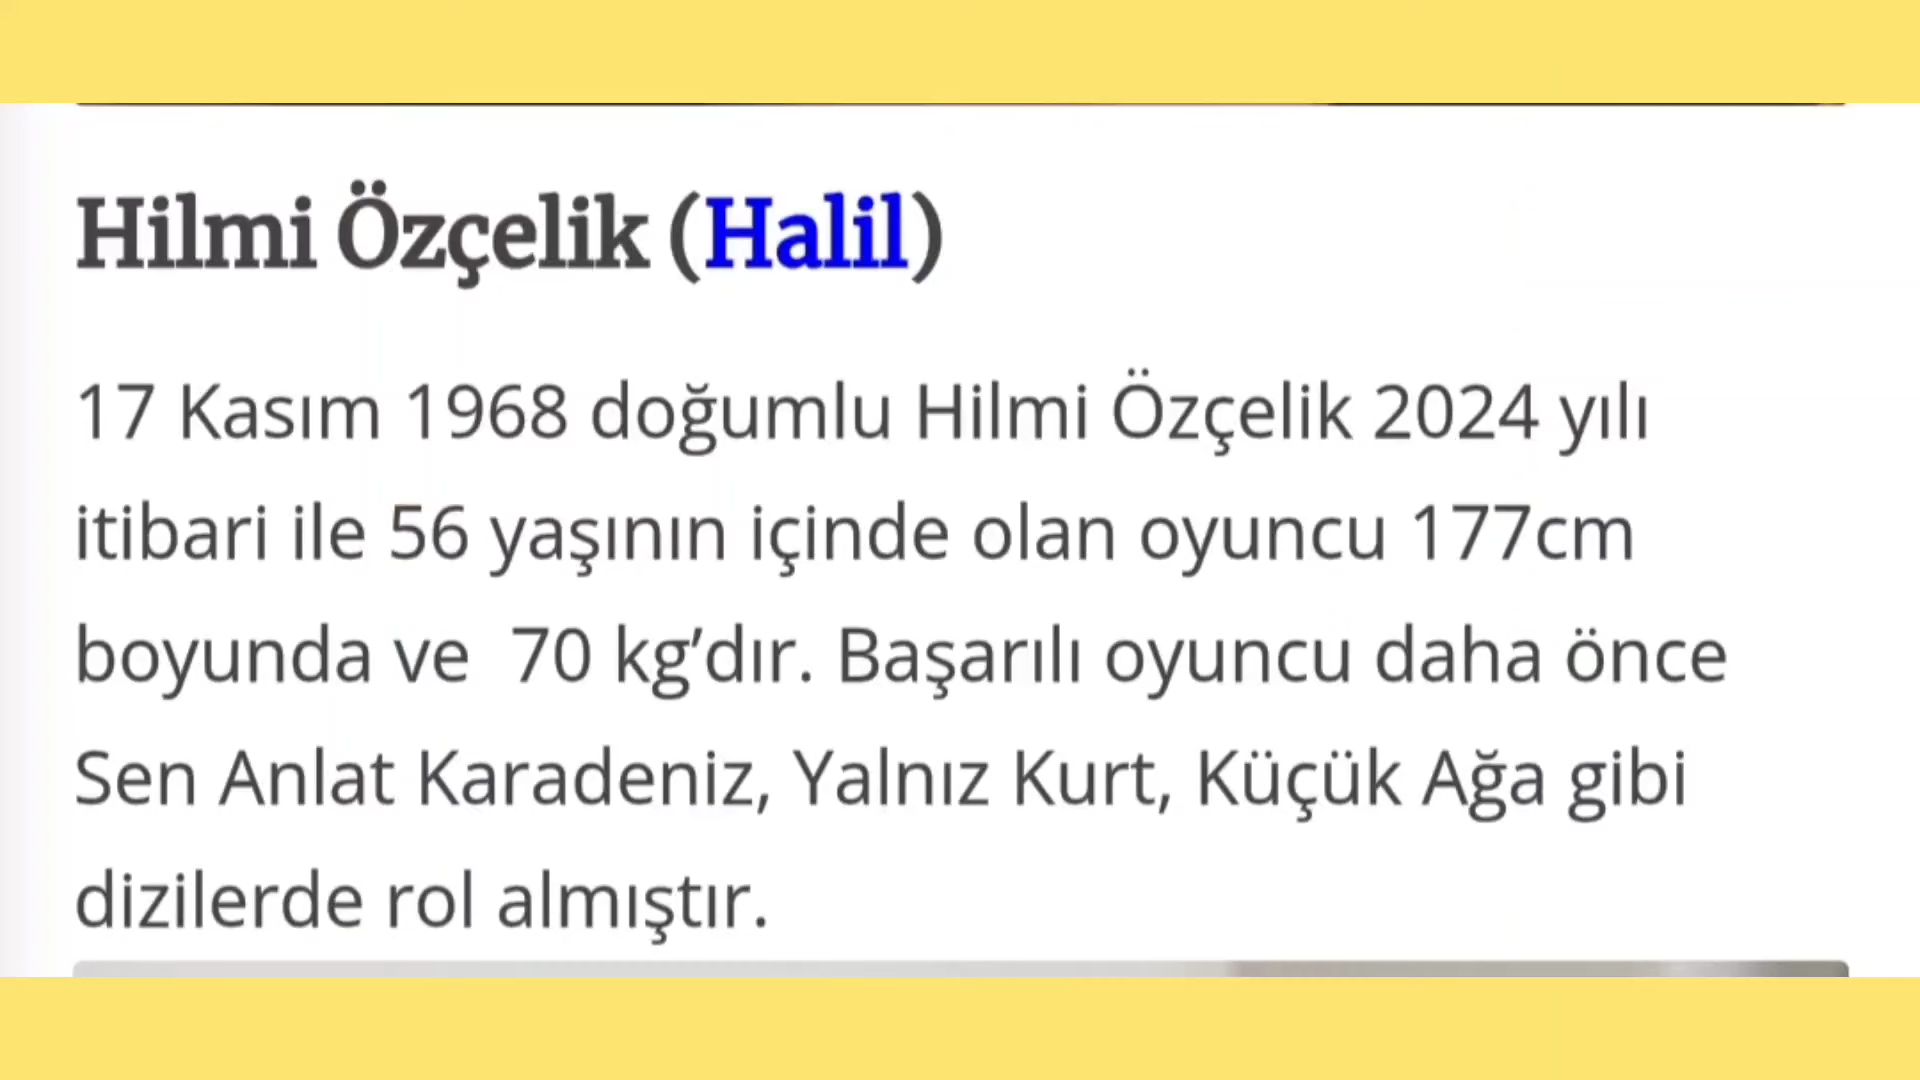 Hilmi Özçelik (Halil)
17 Kasım 1968 doğumlu Hilmi Özçelik 2024 yılı
itibari ile 56 yaşının içinde olan oyuncu 177cm
boyunda ve  70 kg’dır. Başarılı oyuncu daha önce
Sen Anlat Karadeniz, Yalnız Kurt, Küçük Ağa gibi
dizilerde rol almıştır.